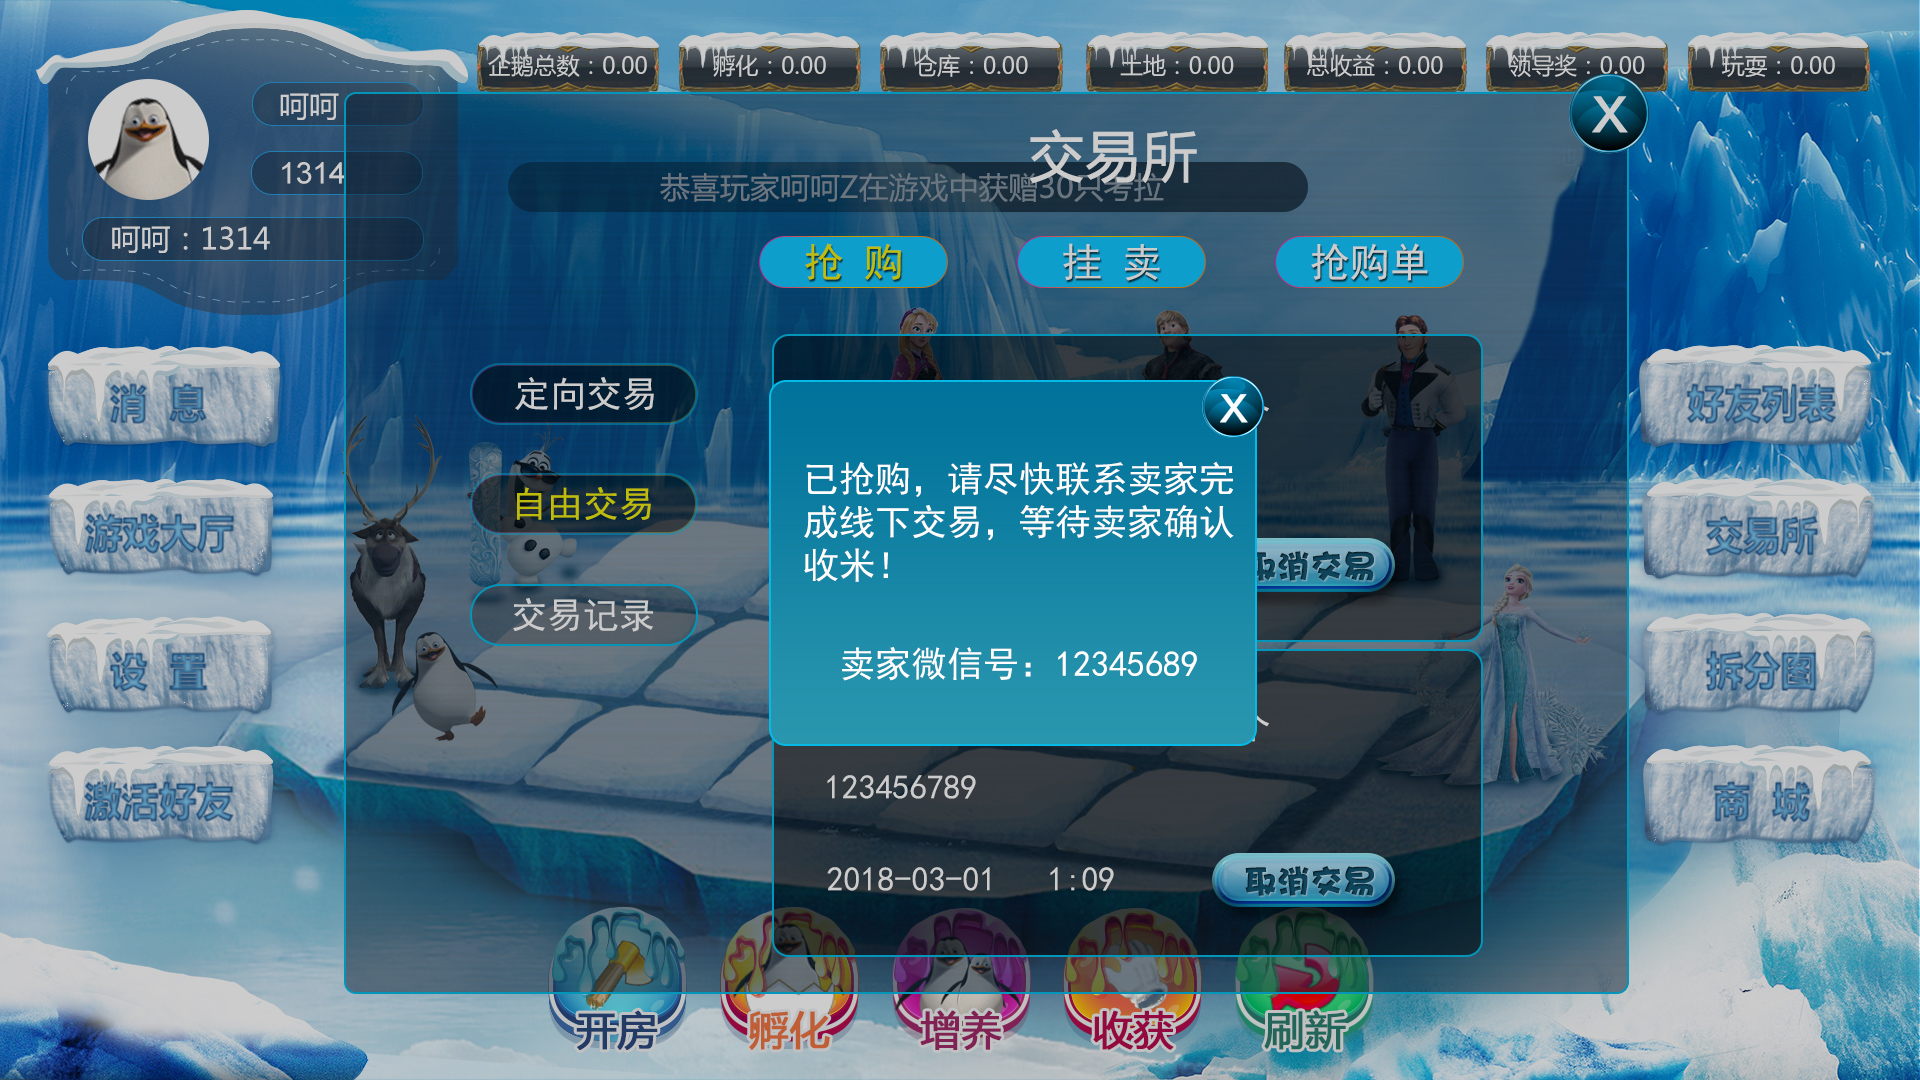 企鹅总数：0.00
孵化：0.00
仓库：0.00
土地：0.00
总收益：0.00
领导奖：0.00
玩耍：0.00
呵呵
1314
呵呵：1314
X
交易所
恭喜玩家呵呵Z在游戏中获赠30只考拉
抢 购
挂 卖
抢购单
消 息
游戏大厅
设 置
激活好友
定向交易
自由交易
交易记录
X
已抢购，请尽快联系卖家完
成线下交易，等待卖家确认
收米！
卖家微信号：12345689
取消交易
123456789
2018-03-01 1:09
取消交易
好友列表
交易所
拆分图
商 城
开房
孵化
增养
收获
刷新